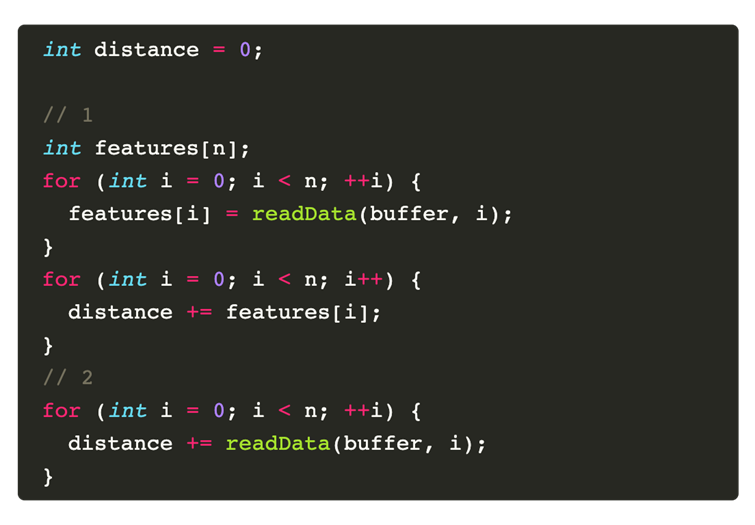 int distance = 0;
// 1
int features[n];
for (int i = 0; i < n; ++i) {
  features[i] = readData(buffer, i);
}
for (int i = 0; i < n; i++) {
  distance += features[i];
}
// 2
for (int i = 0; i < n; ++i) {
  distance += readData(buffer, i);
}